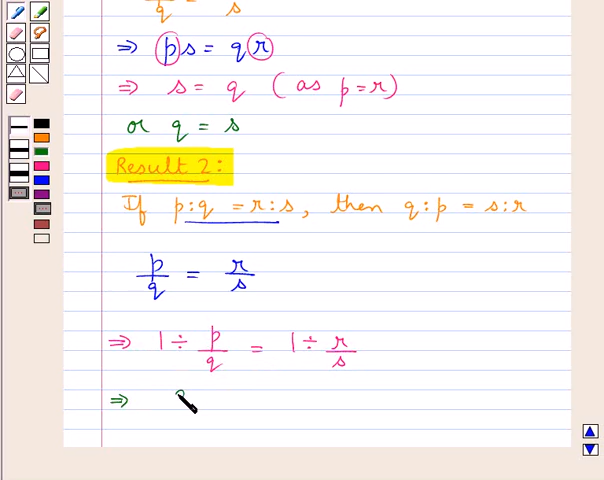 q s
⇒ ps = qr
⇒ s = q (as p=r)
or q = s
Result 2:
If p:q = r:s, then q:p = s:r
p/q = r/s
⇒ 1 ÷ p/q = 1 ÷ r/s
⇒